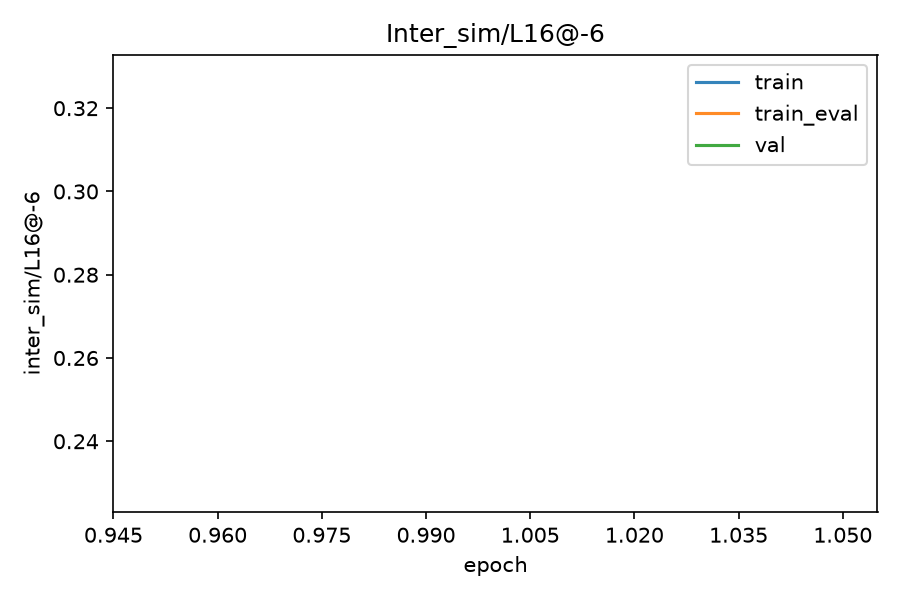 Inter_sim/L16@-6
train
train_eval
val
inter_sim/L16@-6
0.32
0.30
0.28
0.26
0.24
0.945 0.960 0.975 0.990 1.005 1.020 1.035 1.050
epoch